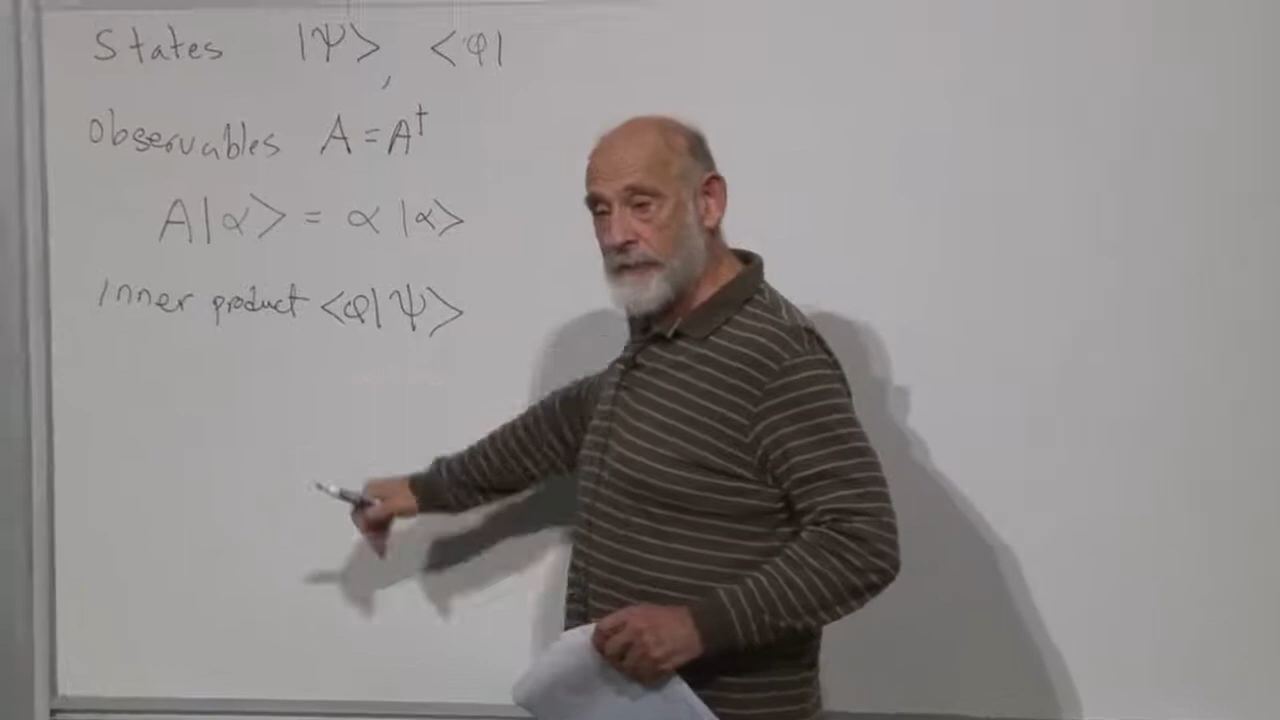 States |Ψ>, <φ|
Observables A = A†
A|α> = α |α>
Inner product <φ|Ψ>